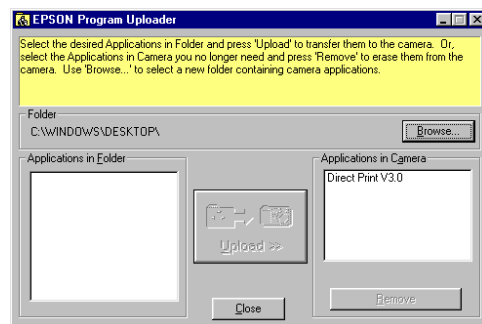 EPSON Program Uploader
Select the desired Applications in Folder and press 'Upload' to transfer them to the camera. Or,
select the Applications in Camera you no longer need and press 'Remove' to erase them from the
camera. Use 'Browse...' to select a new folder containing camera applications.
Folder
C:\WINDOWS\DESKTOP\
Browse...
Applications in Folder
Applications in Camera
Direct Print V3.0
Upload >>
Remove
Close